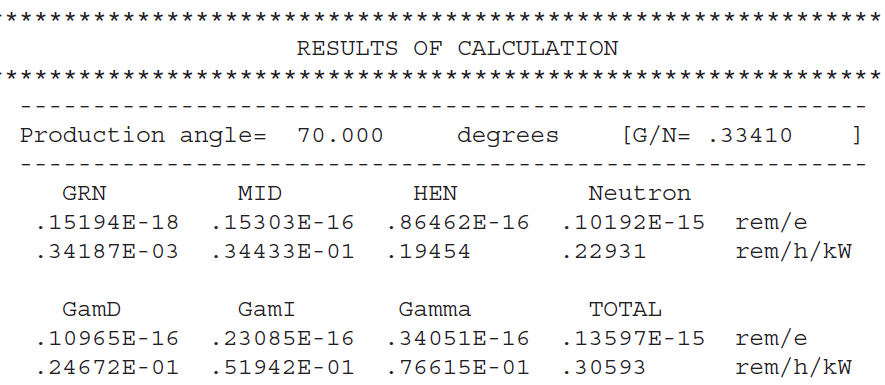 ***********************************************************
RESULTS OF CALCULATION
***********************************************************
----------------------------------------------------------
Production angle=  70.000     degrees    [G/N= .33410    ]
----------------------------------------------------------
GRN         MID         HEN         Neutron
.15194E-18  .15303E-16  .86462E-16  .10192E-15  rem/e
.34187E-03  .34433E-01  .19454      .22931      rem/h/kW
GamD        GamI       Gamma        TOTAL
.10965E-16  .23085E-16  .34051E-16  .13597E-15  rem/e
.24672E-01  .51942E-01  .76615E-01  .30593      rem/h/kW